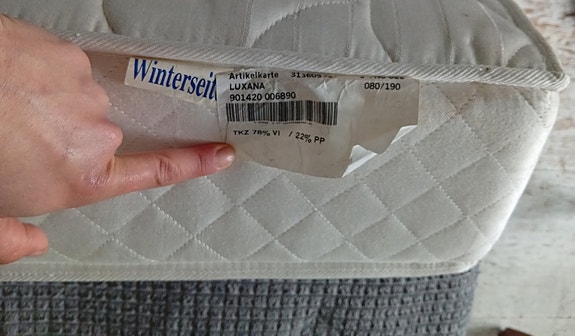 Winterseit
Artikelkarte
LUXANA 080/190
901420 006890
TKZ 78% VI / 22% PP